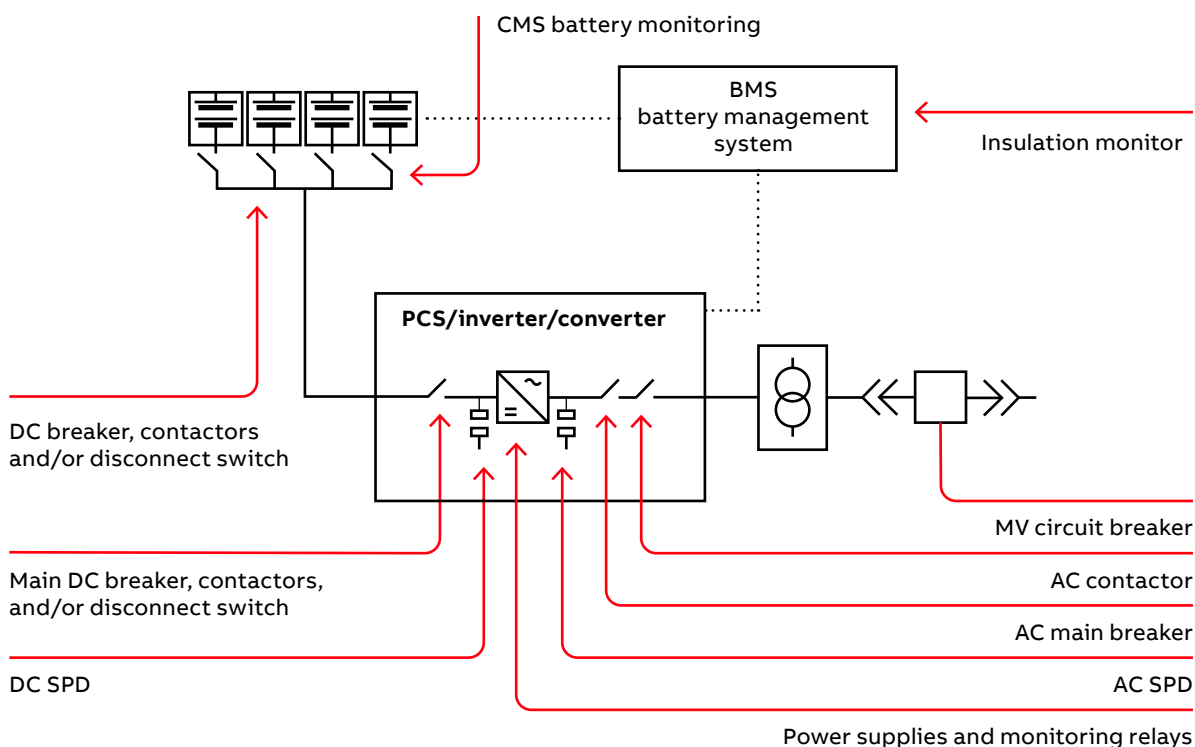 CMS battery monitoring
BMS
battery management
system
Insulation monitor
PCS/inverter/converter
DC breaker, contactors
and/or disconnect switch
MV circuit breaker
Main DC breaker, contactors,
and/or disconnect switch
AC contactor
AC main breaker
DC SPD
AC SPD
Power supplies and monitoring relays